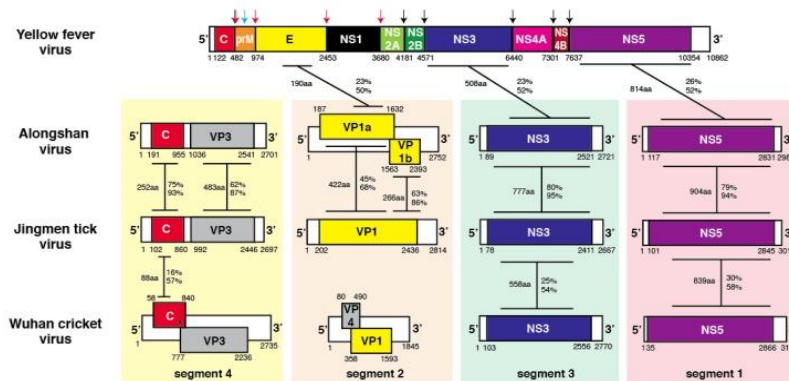 Yellow fever virus
C prM E NS1 NS 2A NS 2B NS3 NS4A NS 4B NS5
1 122 482 974 2453 3680 4181 4571 6440 7301 7637 10354 10862
190aa 23% 50% 508aa 23% 52% 814aa 26% 52%
Alongshan virus
5' C VP3 3'
1 191 955 1036 2541 2701
187 1632
5' VP1a VP 1b 3'
1 1563 2393 2752
5' NS3 3'
1 89 2521 2721
5' NS5 3'
1 117 2831
252aa 75% 93% 483aa 62% 87% 422aa 45% 68% 266aa 63% 86% 777aa 80% 95% 904aa 79% 94%
Jingmen tick virus
5' C VP3 3'
1 102 860 992 2446 2697
5' VP1 3'
1 202 2436 2814
5' NS3 3'
1 78 2411 2667
5' NS5 3'
1 101 2845
88aa 16% 57% 558aa 25% 54% 839aa 30% 58%
Wuhan cricket virus
58 840
5' C VP3 3'
1 777 2236 2735
80 490
5' VP 4 VP1 3'
1 358 1593 1845
5' NS3 3'
1 103 2556 2770
5' NS5 3'
135 2866
segment 4 segment 2 segment 3 segment 1